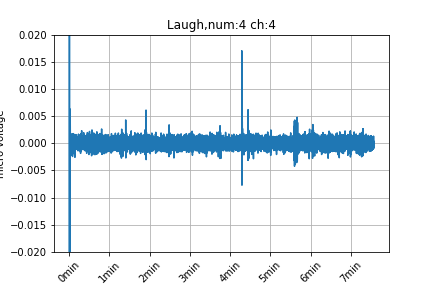 Laugh,num:4 ch:4
micro voltage
0.020
0.015
0.010
0.005
0.000
−0.005
−0.010
−0.015
−0.020
0min
1min
2min
3min
4min
5min
6min
7min